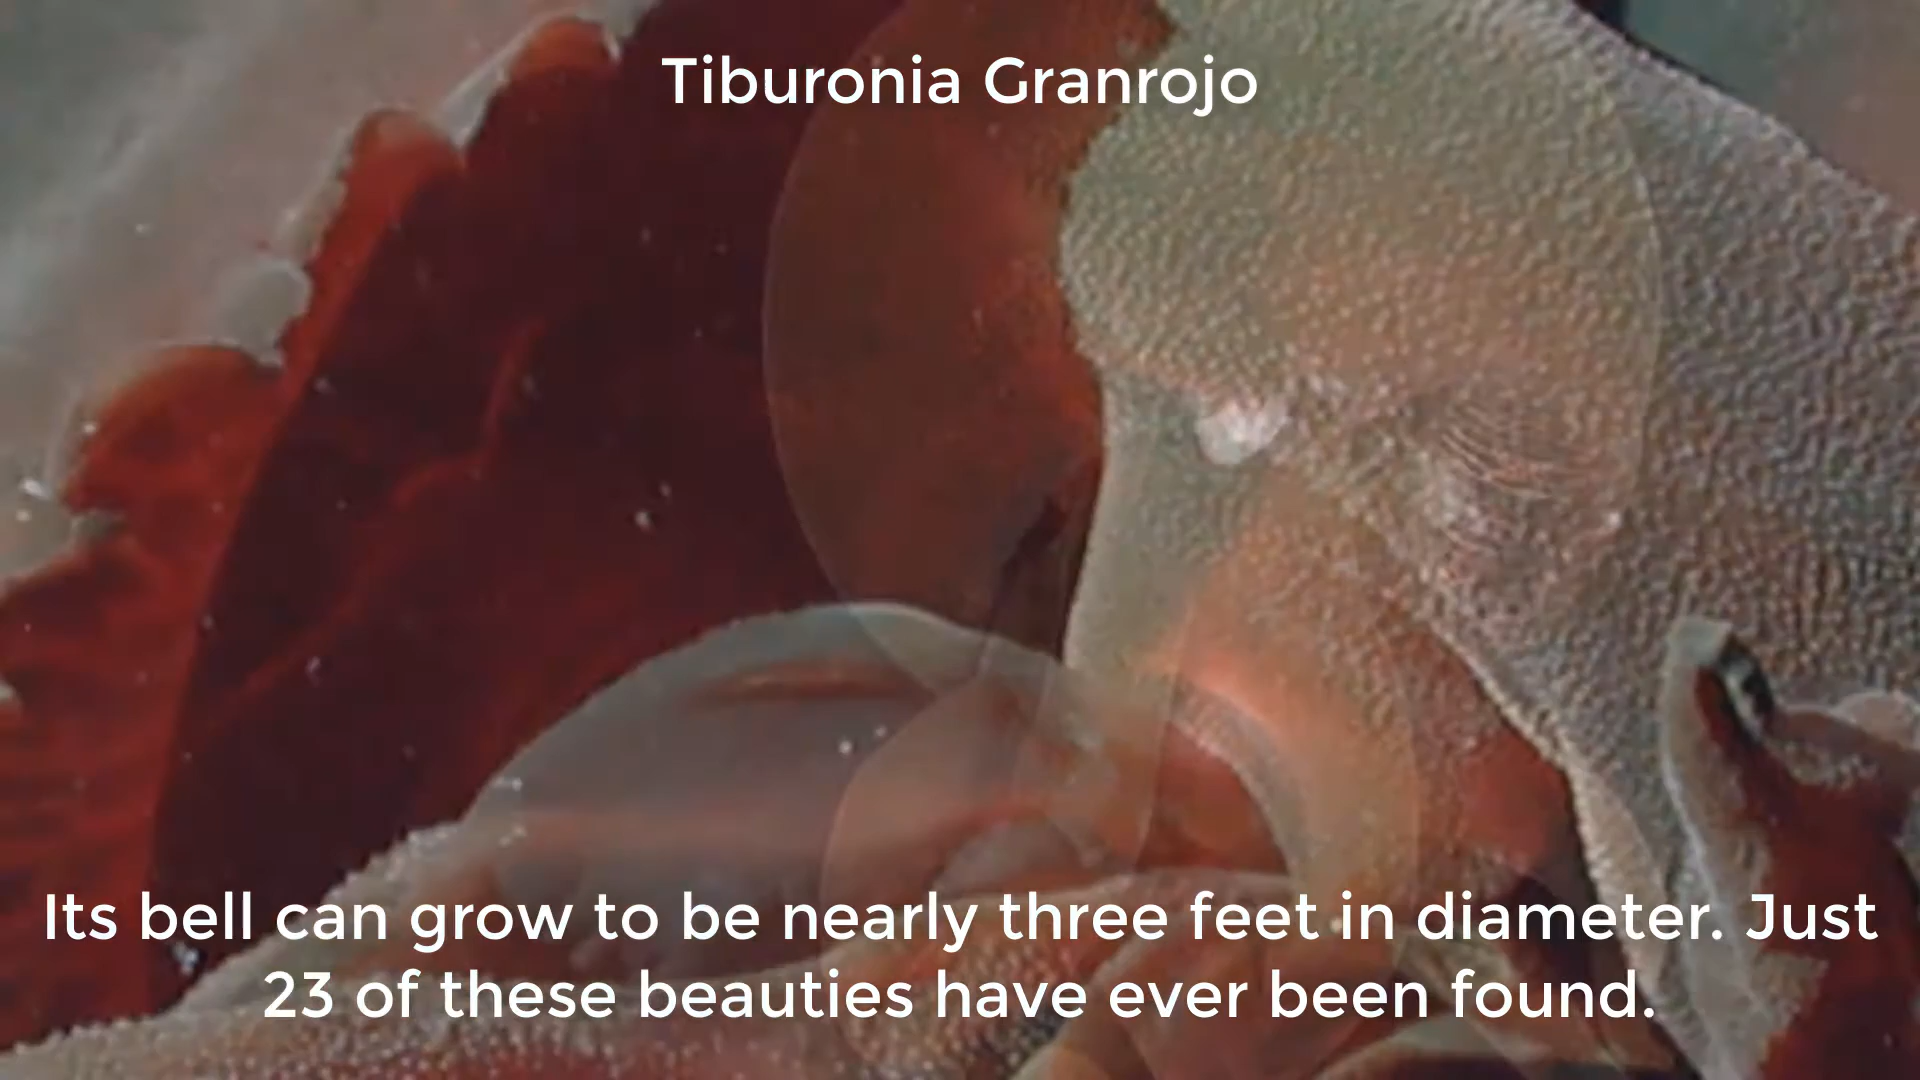 Tiburonia Granrojo
Its bell can grow to be nearly three feet in diameter. Just
23 of these beauties have ever been found.